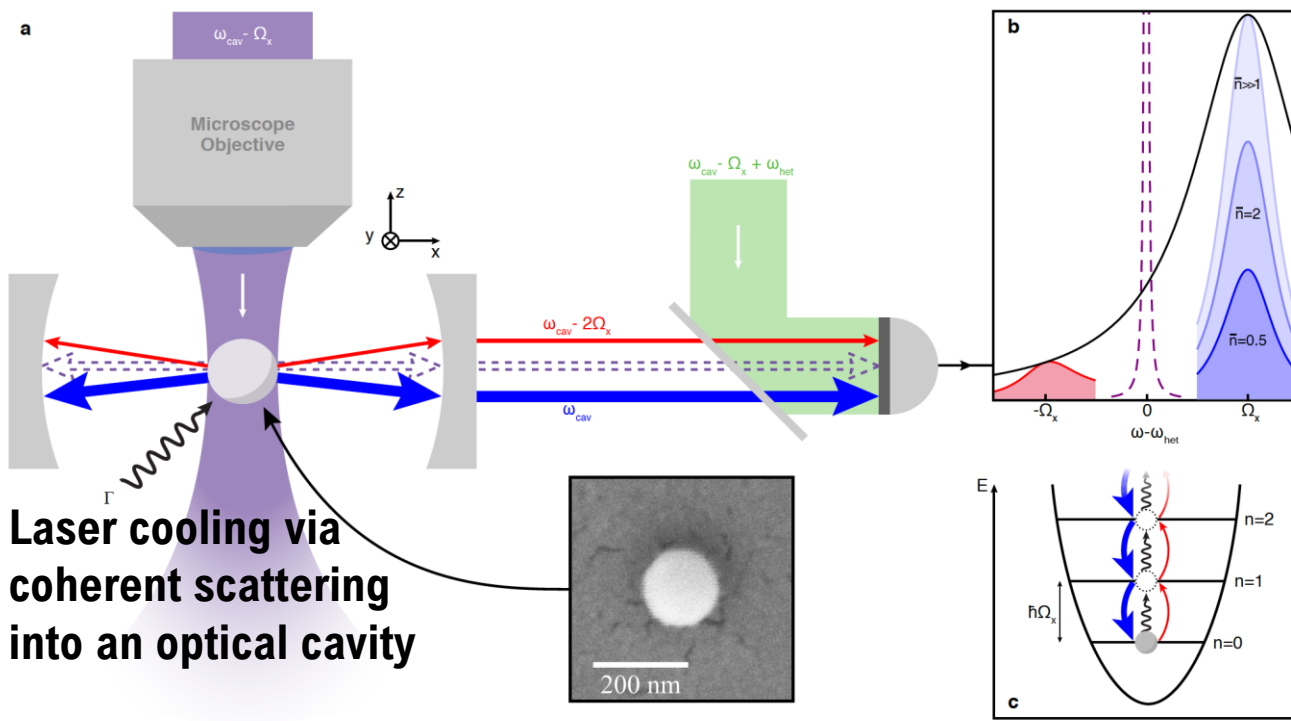 a
ω_cav - Ω_x
Microscope
Objective
z
y
x
ω_cav - Ω_x + ω_het
ω_cav - 2Ω_x
ω_cav
Γ
Laser cooling via
coherent scattering
into an optical cavity
200 nm
b
n̄≫1
n̄=2
n̄=0.5
-Ω_x
0
Ω_x
ω-ω_het
E
n=2
n=1
ħΩ_x
n=0
c